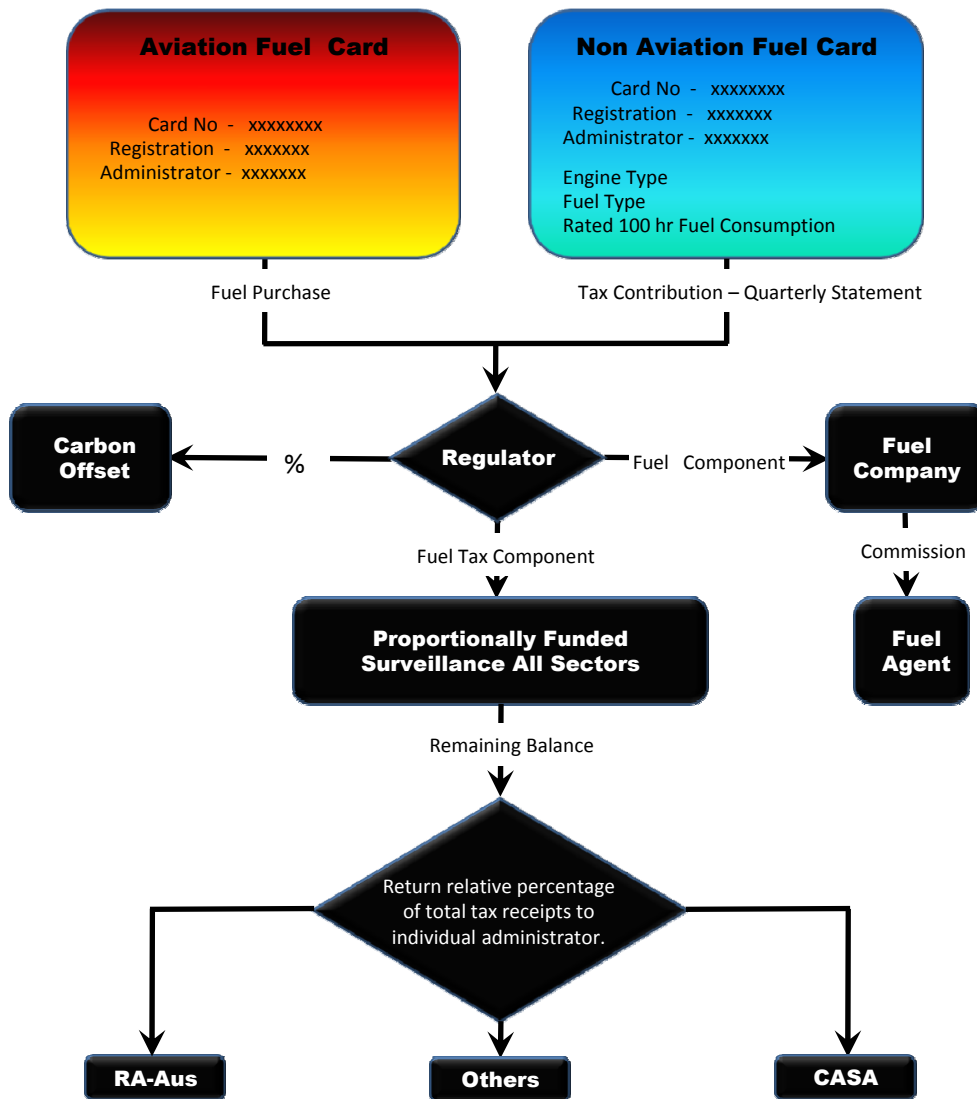 Aviation Fuel  Card
Card No  -   xxxxxxxx
Registration  -   xxxxxxx
Administrator -  xxxxxxx
Non Aviation Fuel Card
Card No  -   xxxxxxxx
Registration  -   xxxxxxx
Administrator -   xxxxxxx
Engine Type
Fuel Type
Rated 100 hr Fuel Consumption
Fuel Purchase
Tax Contribution – Quarterly Statement
Carbon
Offset
%
Regulator
Fuel   Component
Fuel
Company
Fuel Tax Component
Commission
Proportionally Funded
Surveillance All Sectors
Fuel
Agent
Remaining Balance
Return relative percentage
of total tax receipts to
individual administrator.
RA-Aus
Others
CASA